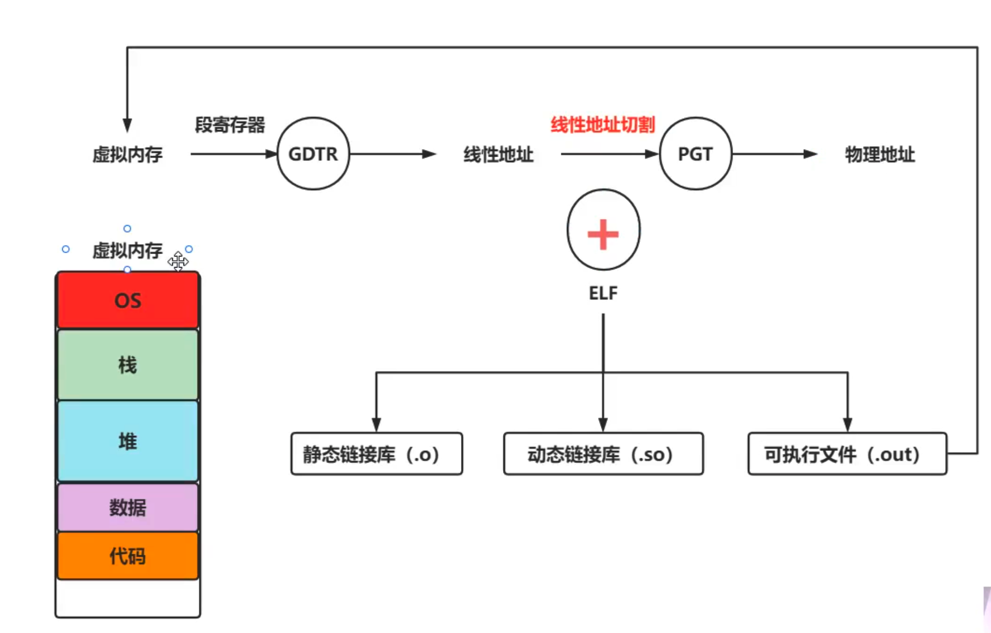 段寄存器
线性地址切割
虚拟内存
GDTR
线性地址
PGT
物理地址
虚拟内存
ELF
OS
栈
堆
静态链接库（.o）
动态链接库（.so）
可执行文件（.out）
数据
代码